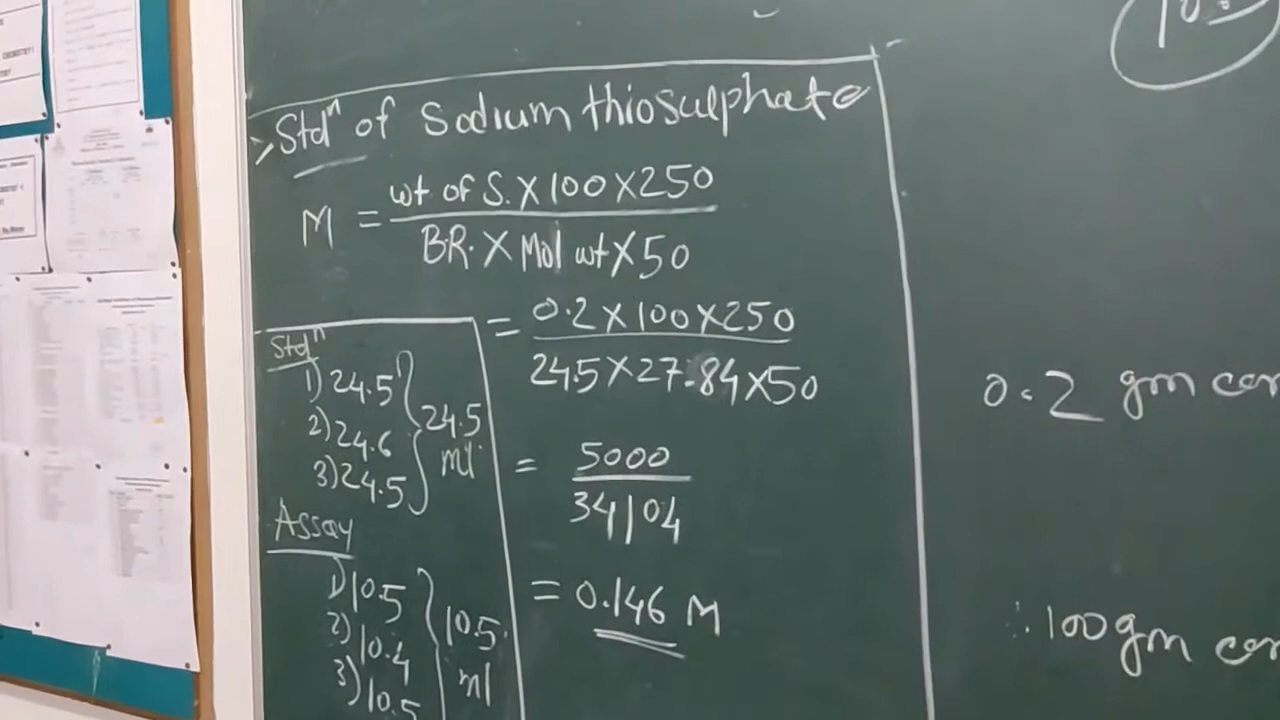 Stdⁿ of Sodium thiosulphate
M = wt of S. X 100 X 250
B.R. X Mol wt X 50
= 0.2 X 100 X 250
24.5 X 27.84 X 50
= 5000
34104
= 0.146 M
Stdⁿ
1) 24.5
2) 24.6
3) 24.5
24.5
ml
Assay
1) 10.5
2) 10.4
3) 10.5
10.5
ml
0.2 gm
∴ 100 gm